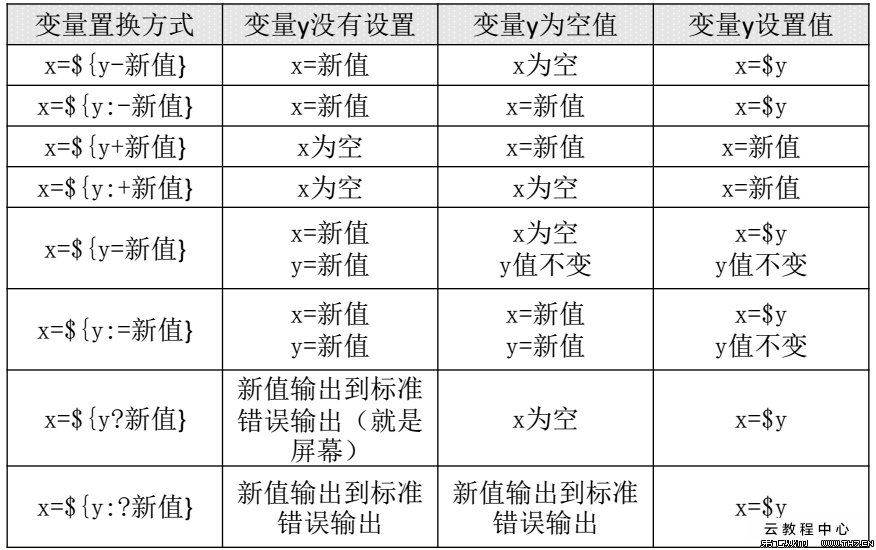 变量置换方式 变量y没有设置 变量y为空值 变量y设置值
x=${y-新值} x=新值 x为空 x=$y
x=${y:-新值} x=新值 x=新值 x=$y
x=${y+新值} x为空 x=新值 x=新值
x=${y:+新值} x为空 x为空 x=新值
x=${y=新值} x=新值 x为空 x=$y
y=新值 y值不变 y值不变
x=${y:=新值} x=新值 x=新值 x=$y
y=新值 y=新值 y值不变
x=${y?新值} 新值输出到标准 x为空 x=$y
错误输出（就是
屏幕）
x=${y:?新值} 新值输出到标准 新值输出到标准 x=$y
错误输出 错误输出
云教程中心
WWW.TH7.CN